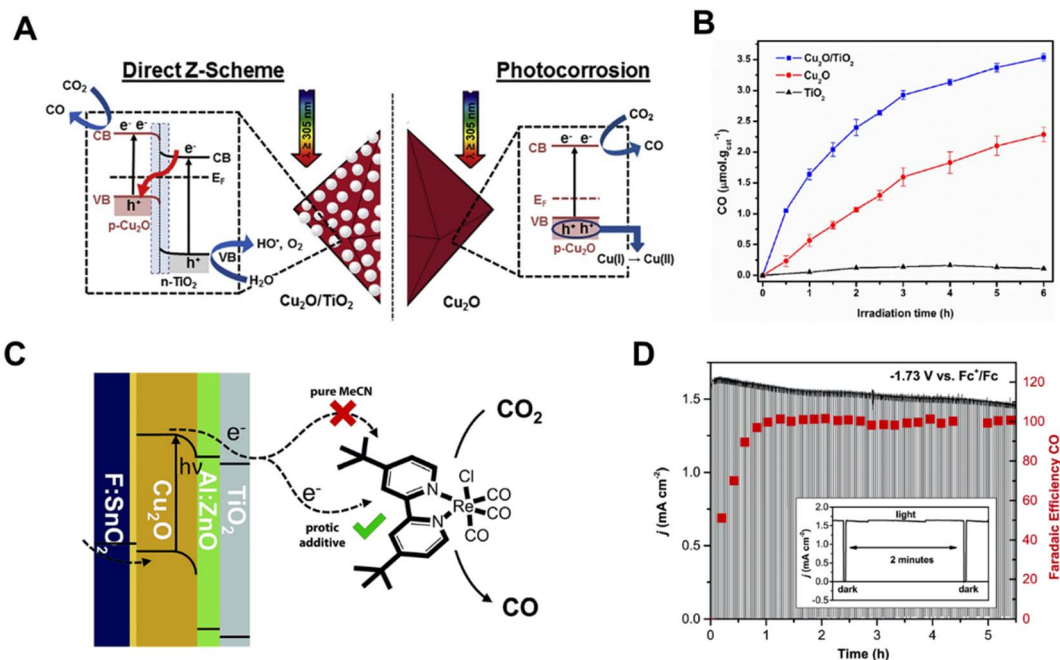 A
Direct Z-Scheme
Photocorrosion
CO₂
CO
CB
e⁻ e⁻
e⁻
CB
E_F
VB
h⁺
p-Cu₂O
h⁺
VB
n-TiO₂
HO•, O₂
H₂O
λ ≥ 305 nm
λ ≥ 305 nm
Cu₂O/TiO₂
Cu₂O
CB
e⁻ e⁻
CO₂
CO
E_F
VB
h⁺ h⁺
p-Cu₂O
Cu(I) → Cu(II)
B
CO (μmol.g_cat⁻¹)
3.5
3.0
2.5
2.0
1.5
1.0
0.5
0.0
Cu₂O/TiO₂
Cu₂O
TiO₂
0 1 2 3 4 5 6
Irradiation time (h)
C
F:SnO₂
Cu₂O
Al:ZnO
TiO₂
hν
e⁻
pure MeCN
e⁻
protic
additive
N
N
Cl
Re
CO
CO
CO
CO₂
CO
D
-1.73 V vs. Fc⁺/Fc
j (mA cm⁻²)
1.5
1.0
0.5
0.0
120
100
80
60
40
20
0
Faradaic Efficiency CO
j (mA cm⁻²)
2.0
1.5
1.0
0.5
0.0
-0.5
light
2 minutes
dark
dark
0 1 2 3 4 5
Time (h)